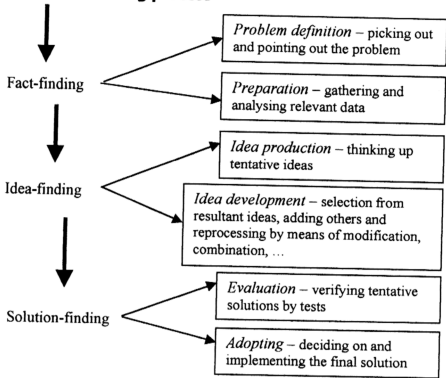 Problem definition – picking out
and pointing out the problem
Fact-finding
Preparation – gathering and
analysing relevant data
Idea production – thinking up
tentative ideas
Idea-finding
Idea development – selection from
resultant ideas, adding others and
reprocessing by means of modification,
combination, ...
Evaluation – verifying tentative
solutions by tests
Solution-finding
Adopting – deciding on and
implementing the final solution